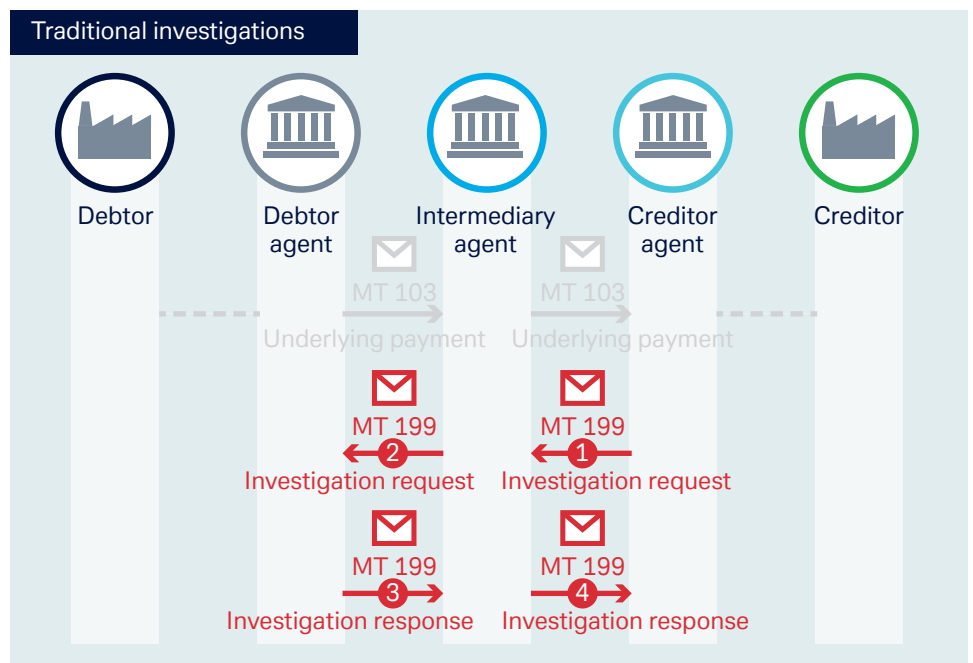 Traditional investigations
Debtor
Debtor
agent
Intermediary
agent
Creditor
agent
Creditor
MT 103
MT 103
Underlying payment
Underlying payment
MT 199
MT 199
2
1
Investigation request
Investigation request
MT 199
MT 199
3
4
Investigation response
Investigation response